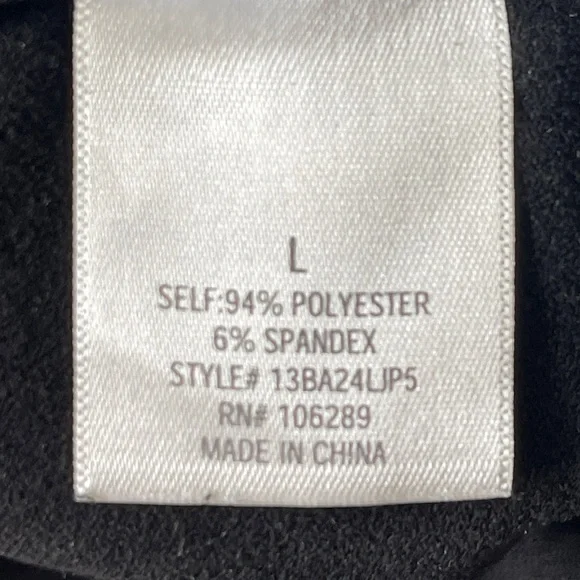 L
SELF:94% POLYESTER
6% SPANDEX
STYLE# 13BA24LJP5
RN# 106289
MADE IN CHINA